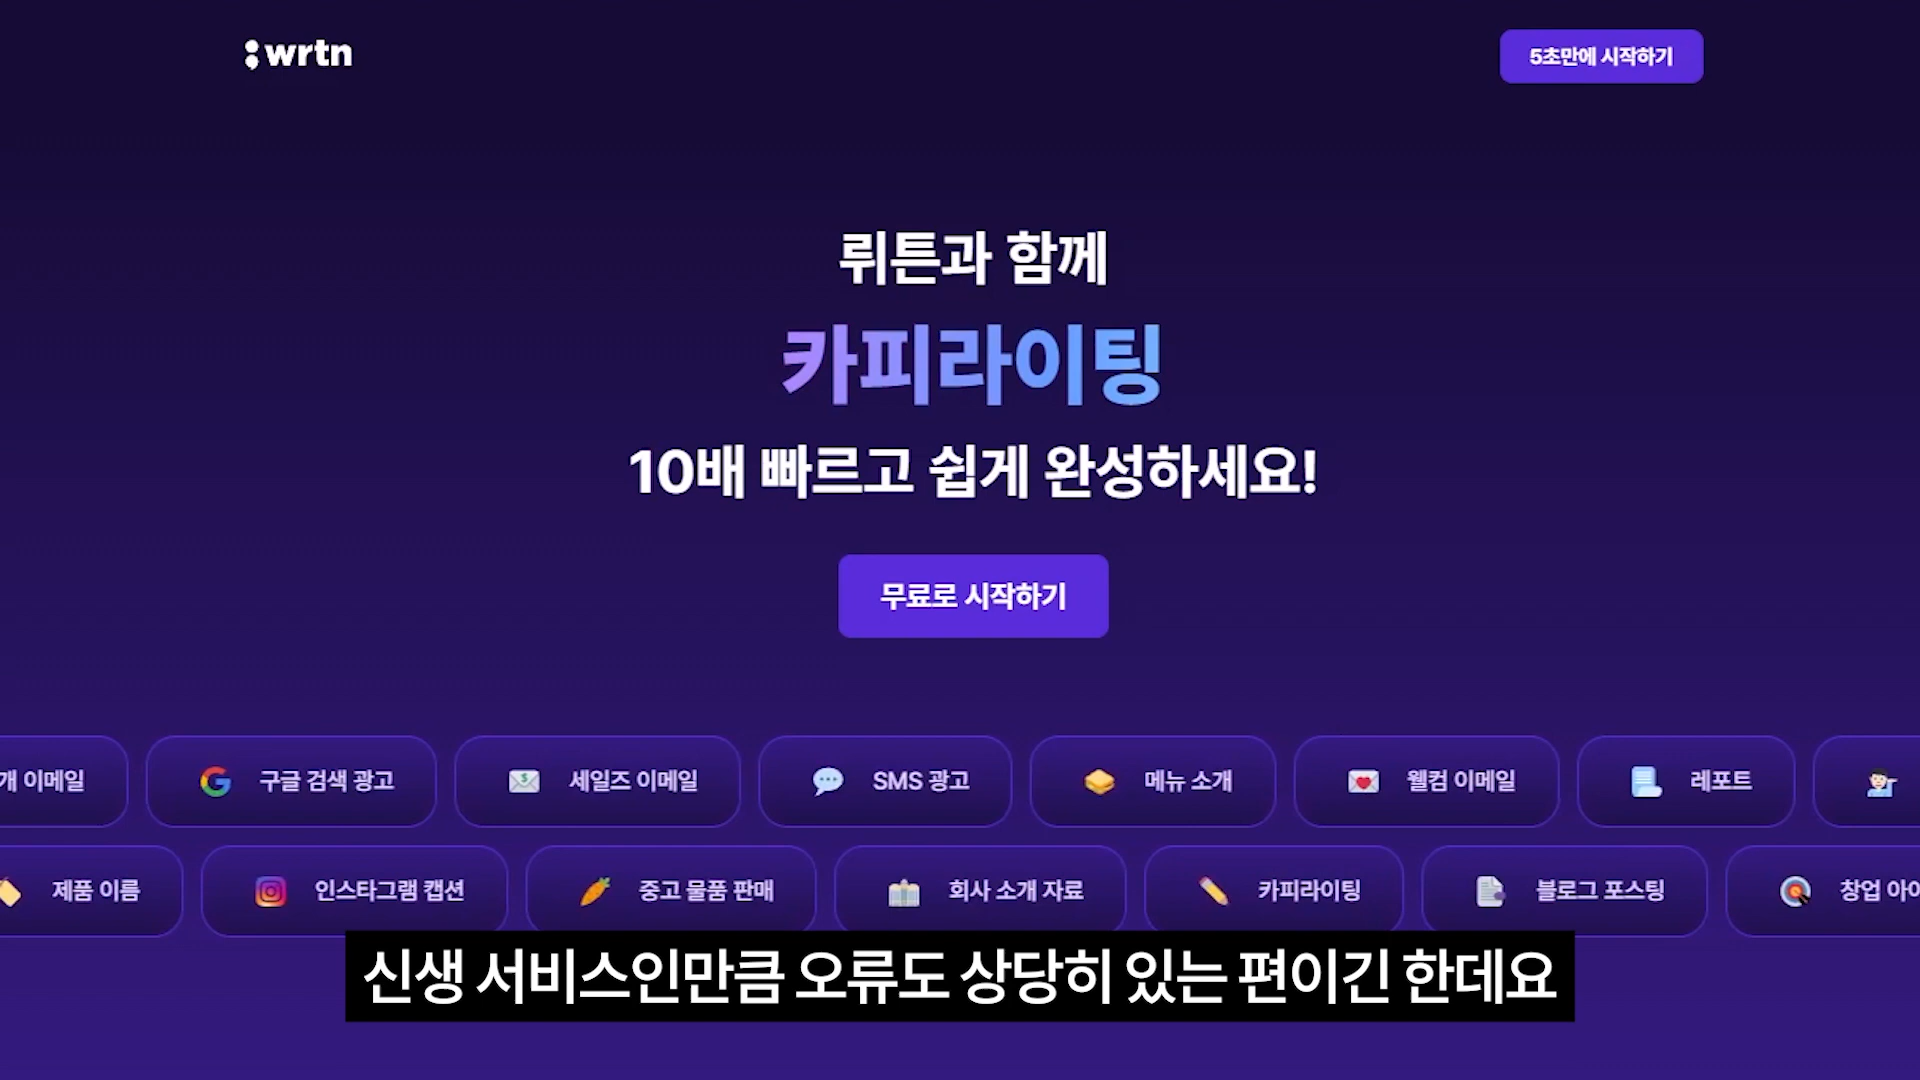 wrtn
5초만에 시작하기
뤼튼과 함께
카피라이팅
10배 빠르고 쉽게 완성하세요!
무료로 시작하기
개 이메일
구글 검색 광고
세일즈 이메일
SMS 광고
메뉴 소개
웰컴 이메일
레포트
제품 이름
인스타그램 캡션
중고 물품 판매
회사 소개 자료
카피라이팅
블로그 포스팅
창업 아이
신생 서비스인만큼 오류도 상당히 있는 편이긴 한데요